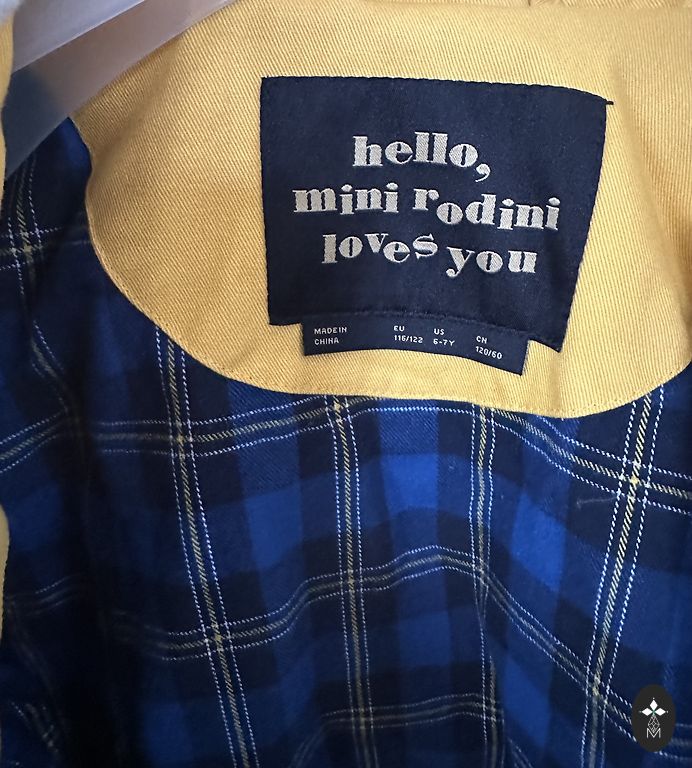 hello,
mini rodini
loves you
MADE IN CHINA
EU 116/122
US 6-7Y
CN 120/60
M